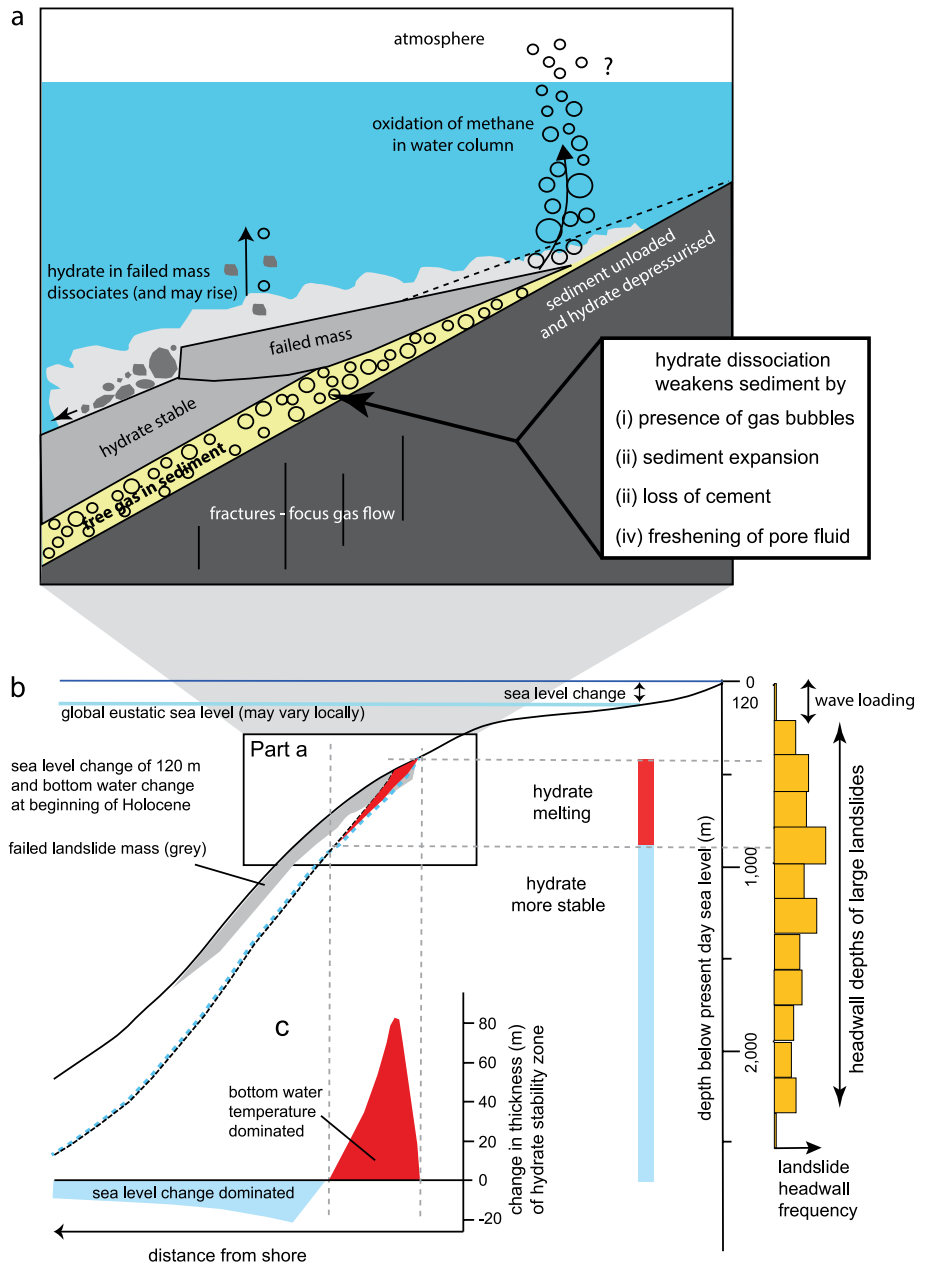 a
atmosphere
?
oxidation of methane
in water column
hydrate in failed mass
dissociates (and may rise)
sediment unloaded
and hydrate depressurised
failed mass
hydrate stable
free gas in sediment
fractures - focus gas flow
hydrate dissociation
weakens sediment by
(i) presence of gas bubbles
(ii) sediment expansion
(ii) loss of cement
(iv) freshening of pore fluid
b
sea level change
global eustatic sea level (may vary locally)
0
120
wave loading
Part a
sea level change of 120 m
and bottom water change
at beginning of Holocene
failed landslide mass (grey)
hydrate
melting
hydrate
more stable
1,000
2,000
depth below present day sea level (m)
headwall depths of large landslides
landslide
headwall
frequency
c
80
60
40
20
0
-20
change in thickness (m)
of hydrate stability zone
bottom water
temperature
dominated
sea level change dominated
distance from shore